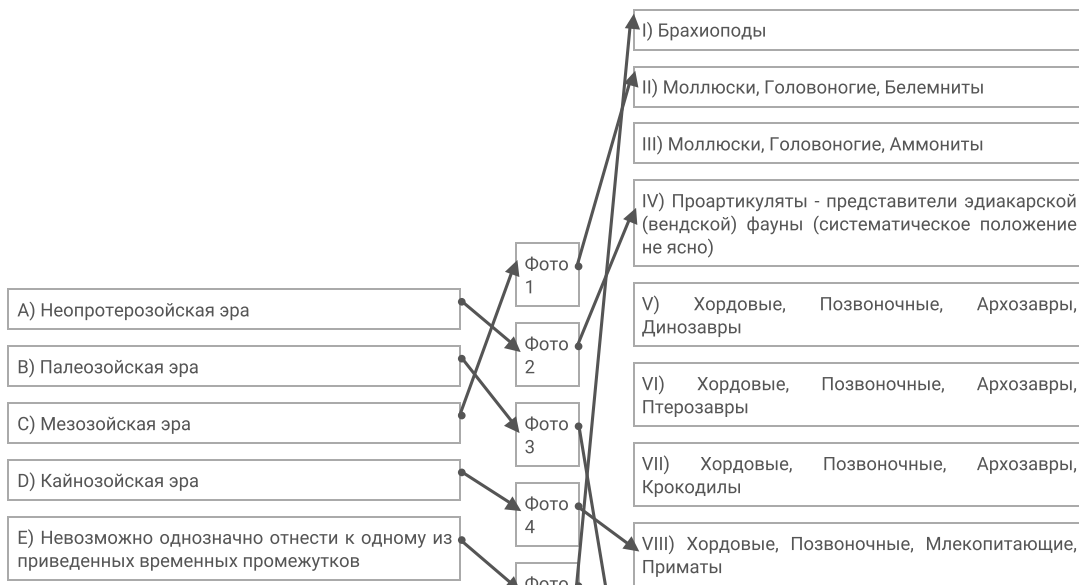 A) Неопротерозойская эра
B) Палеозойская эра
C) Мезозойская эра
D) Кайнозойская эра
E) Невозможно однозначно отнести к одному из
приведенных временных промежутков
Фото
1
Фото
2
Фото
3
Фото
4
Фото
I) Брахиоподы
II) Моллюски, Головоногие, Белемниты
III) Моллюски, Головоногие, Аммониты
IV) Проартикуляты - представители эдиакарской
(вендской) фауны (систематическое положение
не ясно)
V) Хордовые, Позвоночные, Архозавры,
Динозавры
VI) Хордовые, Позвоночные, Архозавры,
Птерозавры
VII) Хордовые, Позвоночные, Архозавры,
Крокодилы
VIII) Хордовые, Позвоночные, Млекопитающие,
Приматы